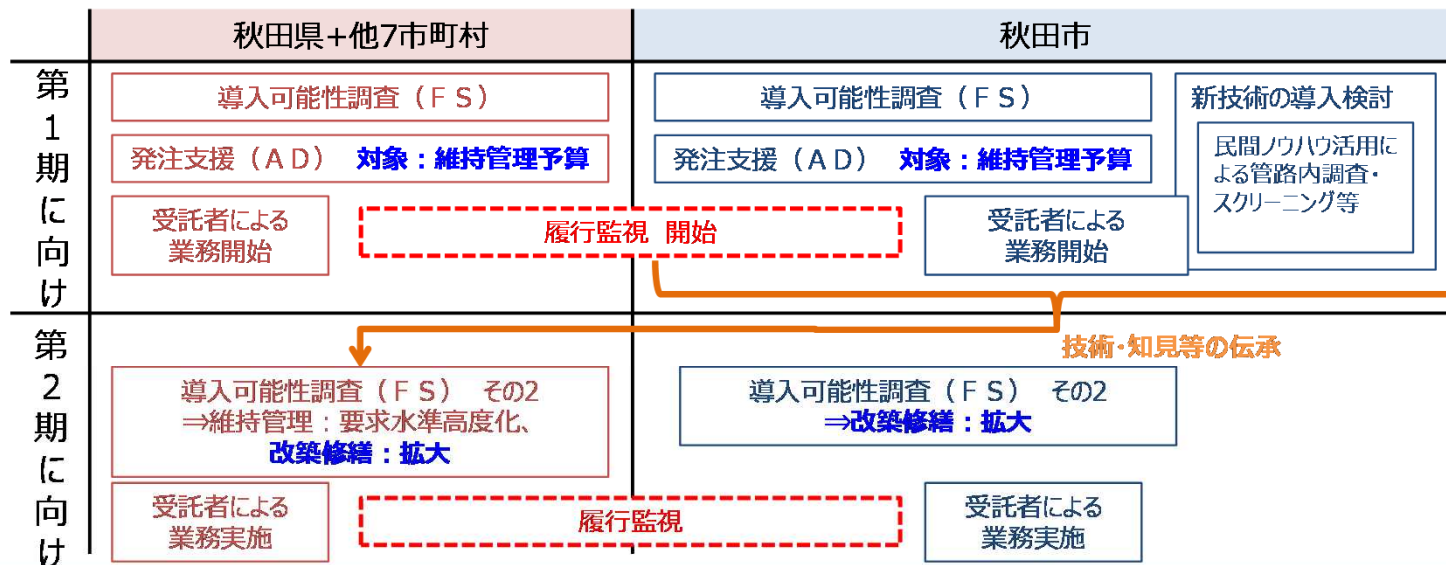 秋田県+他7市町村
秋田市
第1期に向け
導入可能性調査（ＦＳ）
発注支援（ＡＤ） 対象：維持管理予算
受託者による
業務開始
履行監視 開始
導入可能性調査（ＦＳ）
発注支援（ＡＤ） 対象：維持管理予算
受託者による
業務開始
新技術の導入検討
民間ノウハウ活用に
よる管路内調査・
スクリーニング等
技術・知見等の伝承
第2期に向け
導入可能性調査（ＦＳ） その2
⇒維持管理：要求水準高度化、
改築修繕：拡大
受託者による
業務実施
履行監視
導入可能性調査（ＦＳ） その2
⇒改築修繕：拡大
受託者による
業務実施